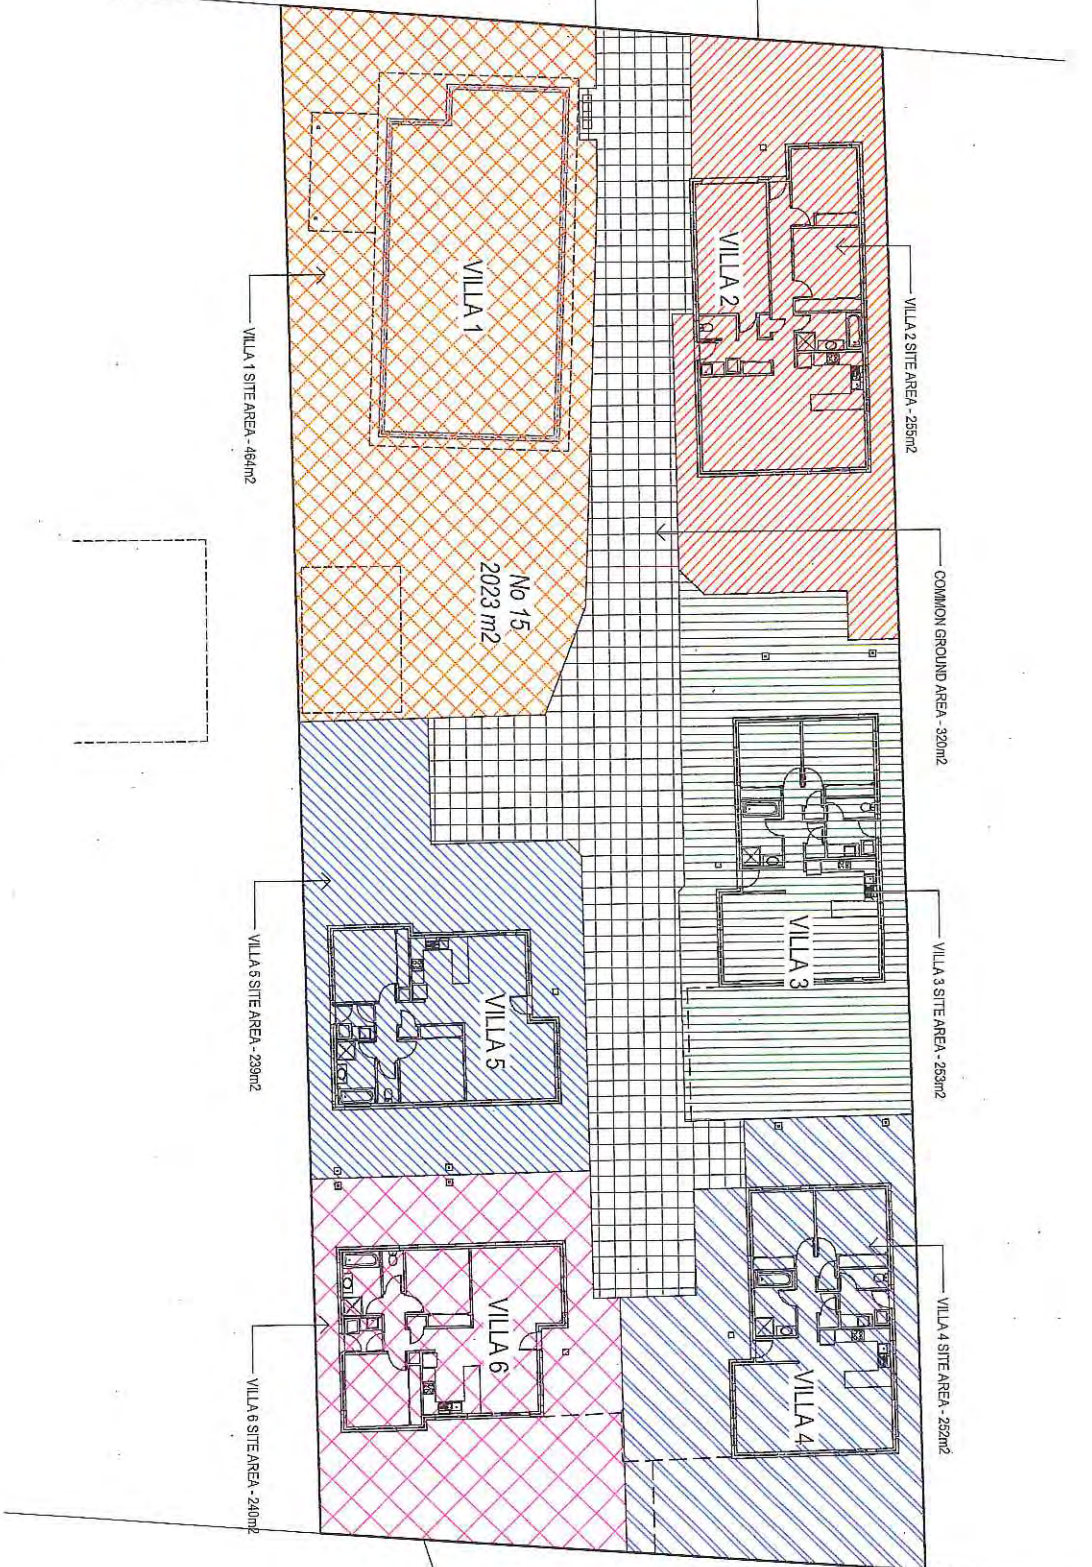 VILLA 2 SITE AREA - 255m2
COMMON GROUND AREA - 320m2
VILLA 3 SITE AREA - 253m2
VILLA 4 SITE AREA - 252m2
VILLA 2
VILLA 3
VILLA 4
VILLA 1
No 15
2023 m2
VILLA 5
VILLA 6
VILLA 1 SITE AREA - 464m2
VILLA 5 SITE AREA - 239m2
VILLA 6 SITE AREA - 240m2